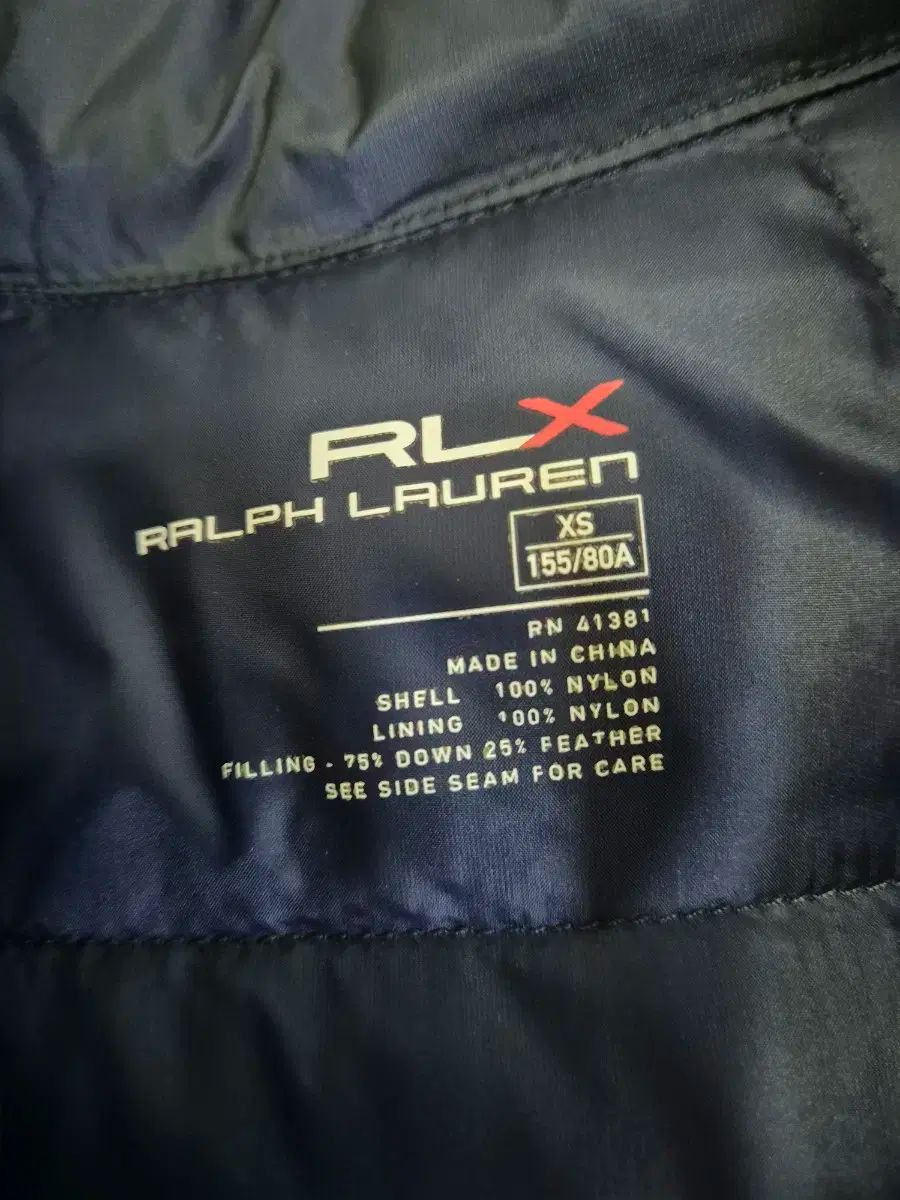 RLX
RALPH LAUREN
XS
155/80A
RN 41381
MADE IN CHINA
SHELL 100% NYLON
LINING 100% NYLON
FILLING - 75% DOWN 25% FEATHER
SEE SIDE SEAM FOR CARE